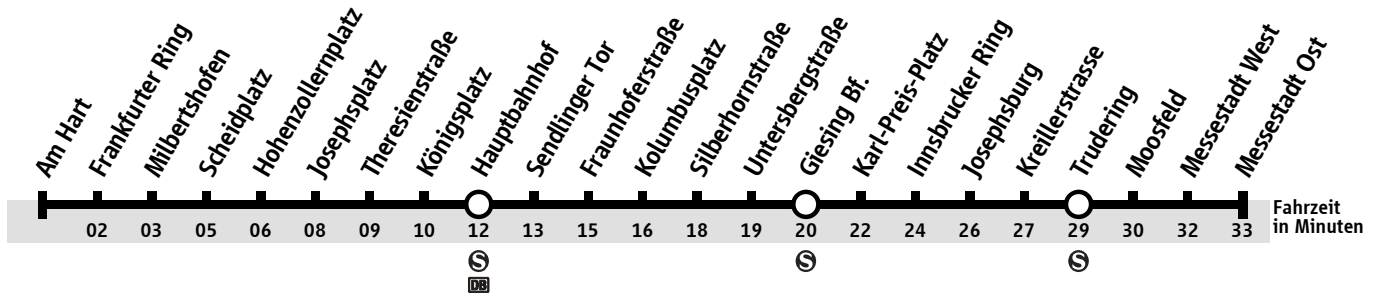 Am Hart
Frankfurter Ring
Milbertshofen
Scheidplatz
Hohenzollernplatz
Josephsplatz
Theresienstraße
Königsplatz
Hauptbahnhof
Sendlinger Tor
Fraunhoferstraße
Kolumbusplatz
Silberhornstraße
Untersbergstraße
Giesing Bf.
Karl-Preis-Platz
Innsbrucker Ring
Josephsburg
Kreillerstrasse
Trudering
Moosfeld
Messestadt West
Messestadt Ost
02 03 05 06 08 09 10 12 13 15 16 18 19 20 22 24 26 27 29 30 32 33
Fahrzeit
in Minuten
S S S
DB